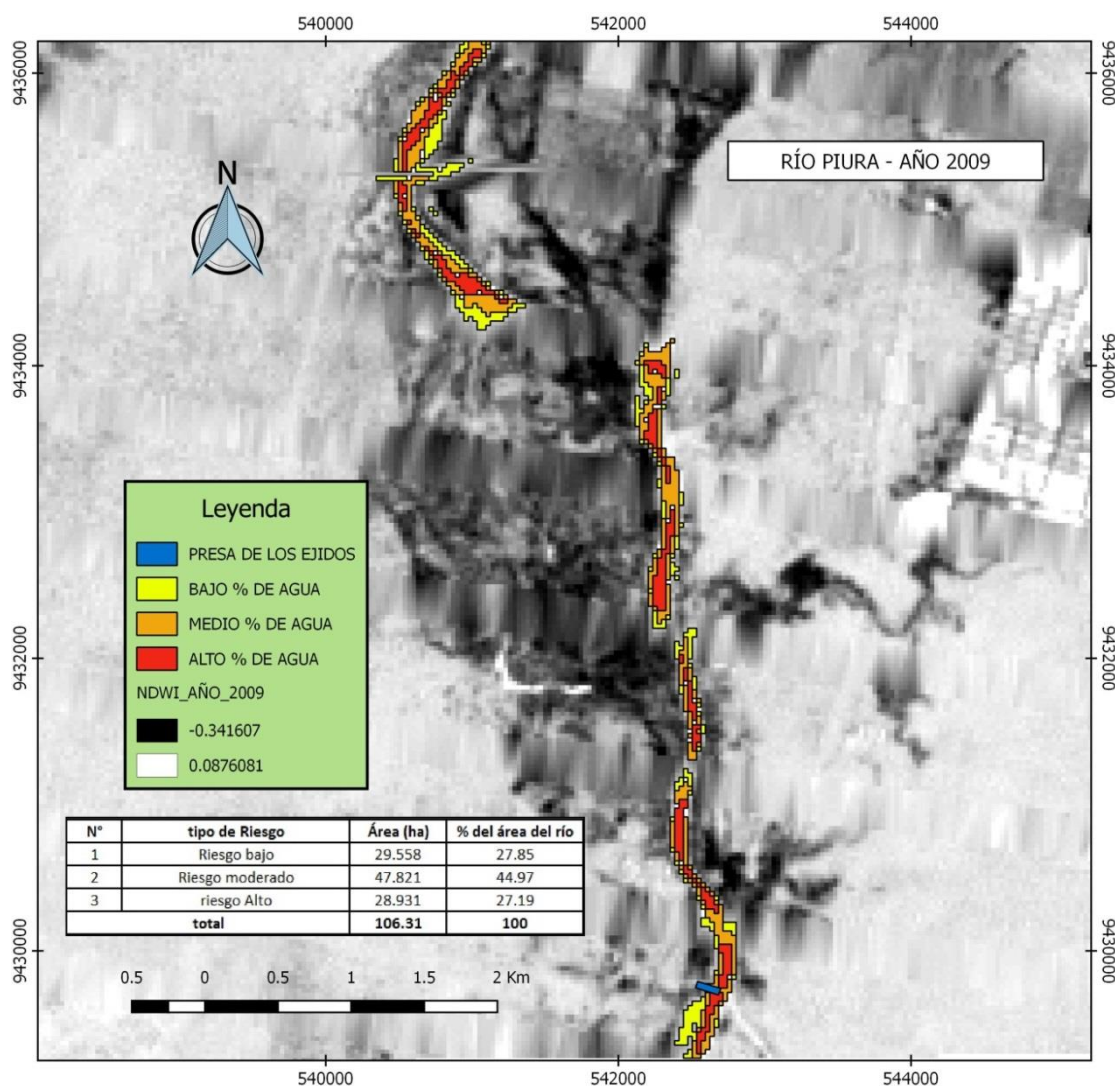 540000 542000 544000
9436000 9436000
RÍO PIURA - AÑO 2009
N
9434000 9434000
Leyenda
PRESA DE LOS EJIDOS
BAJO % DE AGUA
MEDIO % DE AGUA
ALTO % DE AGUA
NDWI_AÑO_2009
-0.341607
0.0876081
9432000 9432000
N° tipo de Riesgo Área (ha) % del área del río
1 Riesgo bajo 29.558 27.85
2 Riesgo moderado 47.821 44.97
3 riesgo Alto 28.931 27.19
total 106.31 100
9430000 9430000
0.5 0 0.5 1 1.5 2 Km
540000 542000 544000